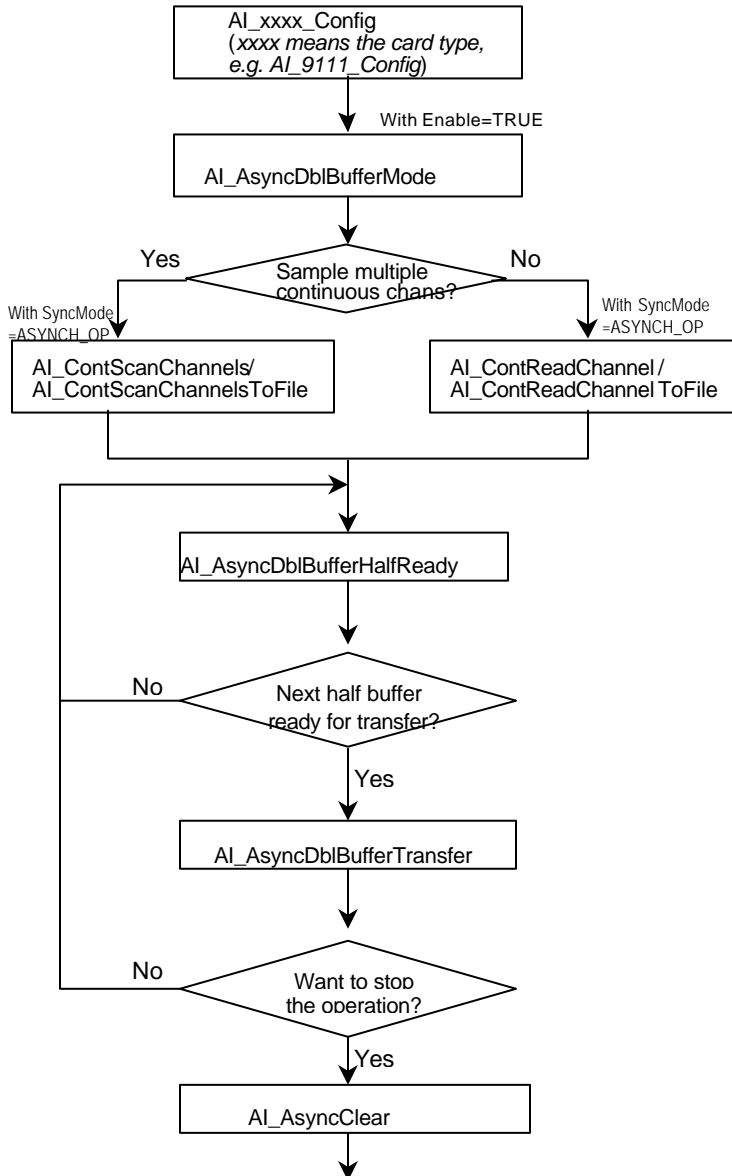 AI_xxxx_Config
(xxxx means the card type,
e.g. AI_9111_Config)
With Enable=TRUE
AI_AsyncDblBufferMode
Yes
No
Sample multiple
continuous chans?
With SyncMode
=ASYNCH_OP
With SyncMode
=ASYNCH_OP
AI_ContScanChannels/
AI_ContScanChannelsToFile
AI_ContReadChannel /
AI_ContReadChannel ToFile
AI_AsyncDblBufferHalfReady
No
Next half buffer
ready for transfer?
Yes
AI_AsyncDblBufferTransfer
No
Want to stop
the operation?
Yes
AI_AsyncClear